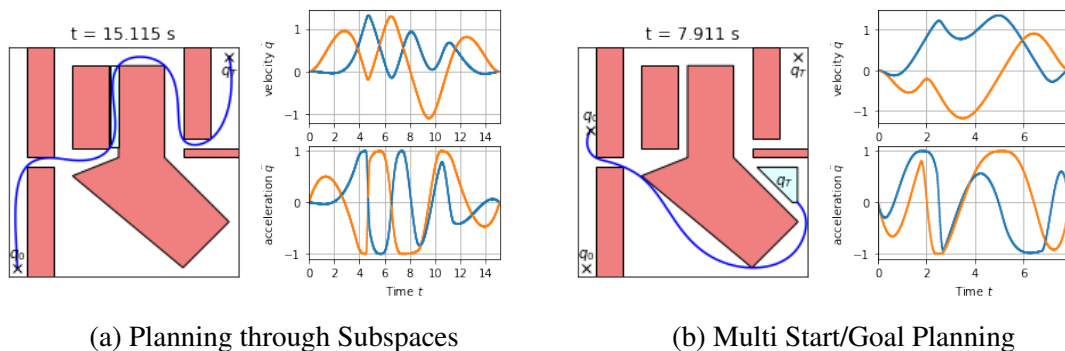 t = 15.115 s
q_T
q_0
velocity q̇
1
0
−1
0 2 4 6 8 10 12 14
acceleration q̈
1
0
−1
0 2 4 6 8 10 12 14
Time t
(a) Planning through Subspaces
t = 7.911 s
q_T
q_0
q_T
q_0
velocity q̇
1
0
−1
0 2 4 6
acceleration q̈
1
0
−1
0 2 4 6
Time t
(b) Multi Start/Goal Planning